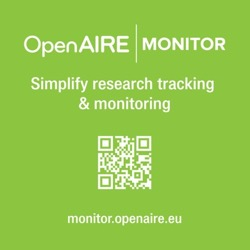 OpenAIRE | MONITOR
Simplify research tracking
& monitoring
monitor.openaire.eu